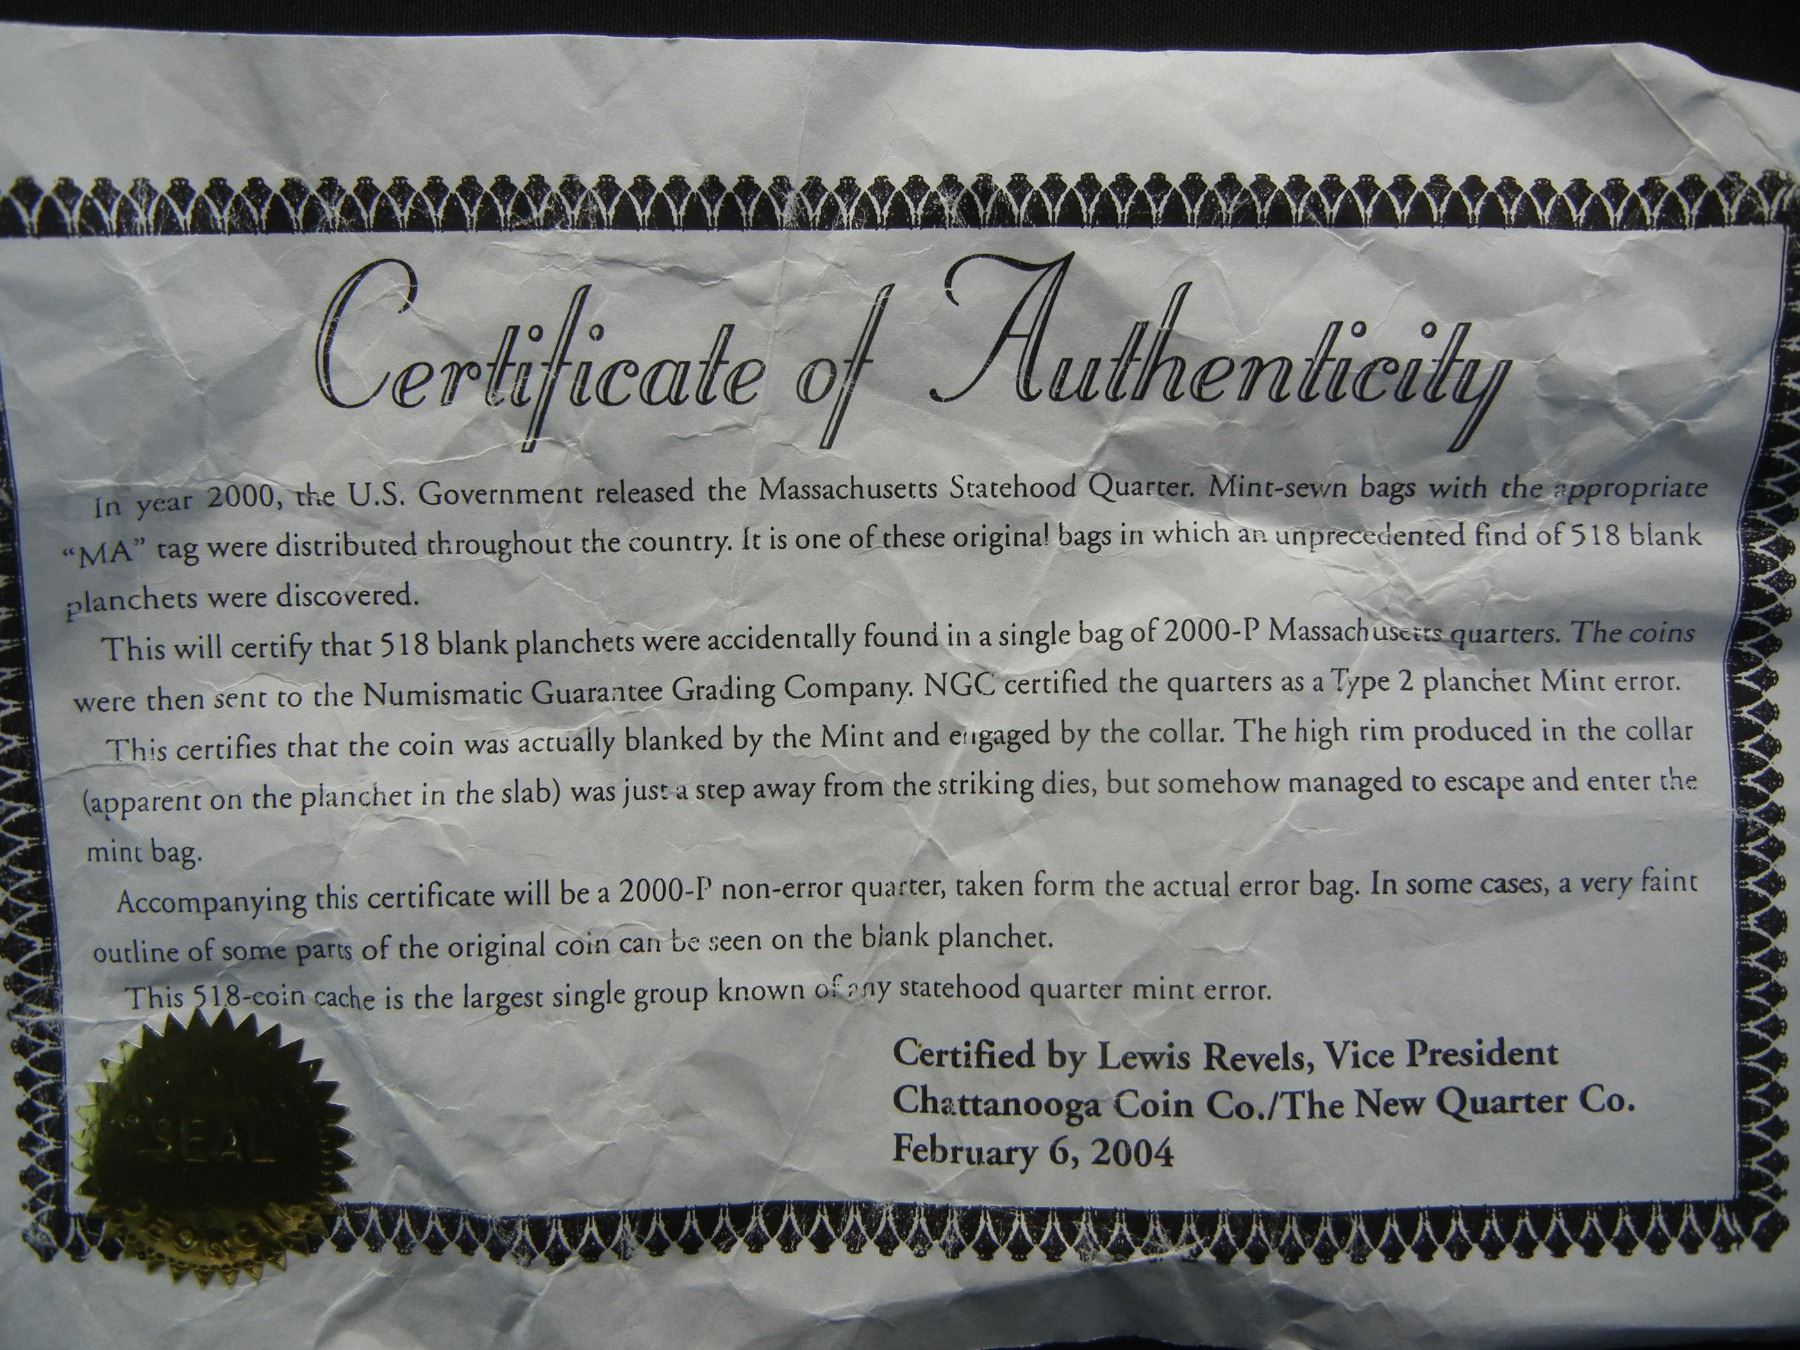 Certificate of Authenticity
In year 2000, the U.S. Government released the Massachusetts Statehood Quarter. Mint-sewn bags with the appropriate
"MA" tag were distributed throughout the country. It is one of these original bags in which an unprecedented find of 518 blank
planchets were discovered.
This will certify that 518 blank planchets were accidentally found in a single bag of 2000-P Massachusetts quarters. The coins
were then sent to the Numismatic Guarantee Grading Company. NGC certified the quarters as a Type 2 planchet Mint error.
This certifies that the coin was actually blanked by the Mint and engaged by the collar. The high rim produced in the collar
(apparent on the planchet in the slab) was just a step away from the striking dies, but somehow managed to escape and enter the
mint bag.
Accompanying this certificate will be a 2000-P non-error quarter, taken form the actual error bag. In some cases, a very faint
outline of some parts of the original coin can be seen on the blank planchet.
This 518-coin cache is the largest single group known of any statehood quarter mint error.
Certified by Lewis Revels, Vice President
Chattanooga Coin Co./The New Quarter Co.
February 6, 2004
SEAL